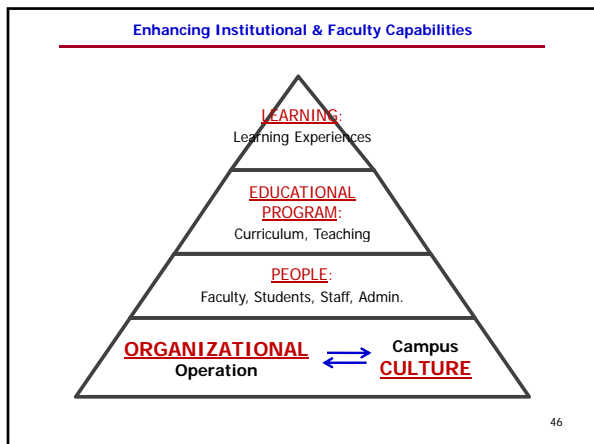 Enhancing Institutional & Faculty Capabilities
LEARNING:
Learning Experiences
EDUCATIONAL
PROGRAM:
Curriculum, Teaching
PEOPLE:
Faculty, Students, Staff, Admin.
ORGANIZATIONAL
Operation
Campus
CULTURE
46